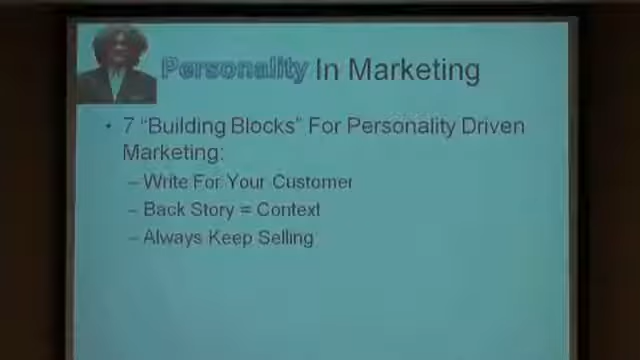 Personality In Marketing
• 7 "Building Blocks" For Personality Driven
Marketing:
– Write For Your Customer
– Back Story = Context
– Always Keep Selling